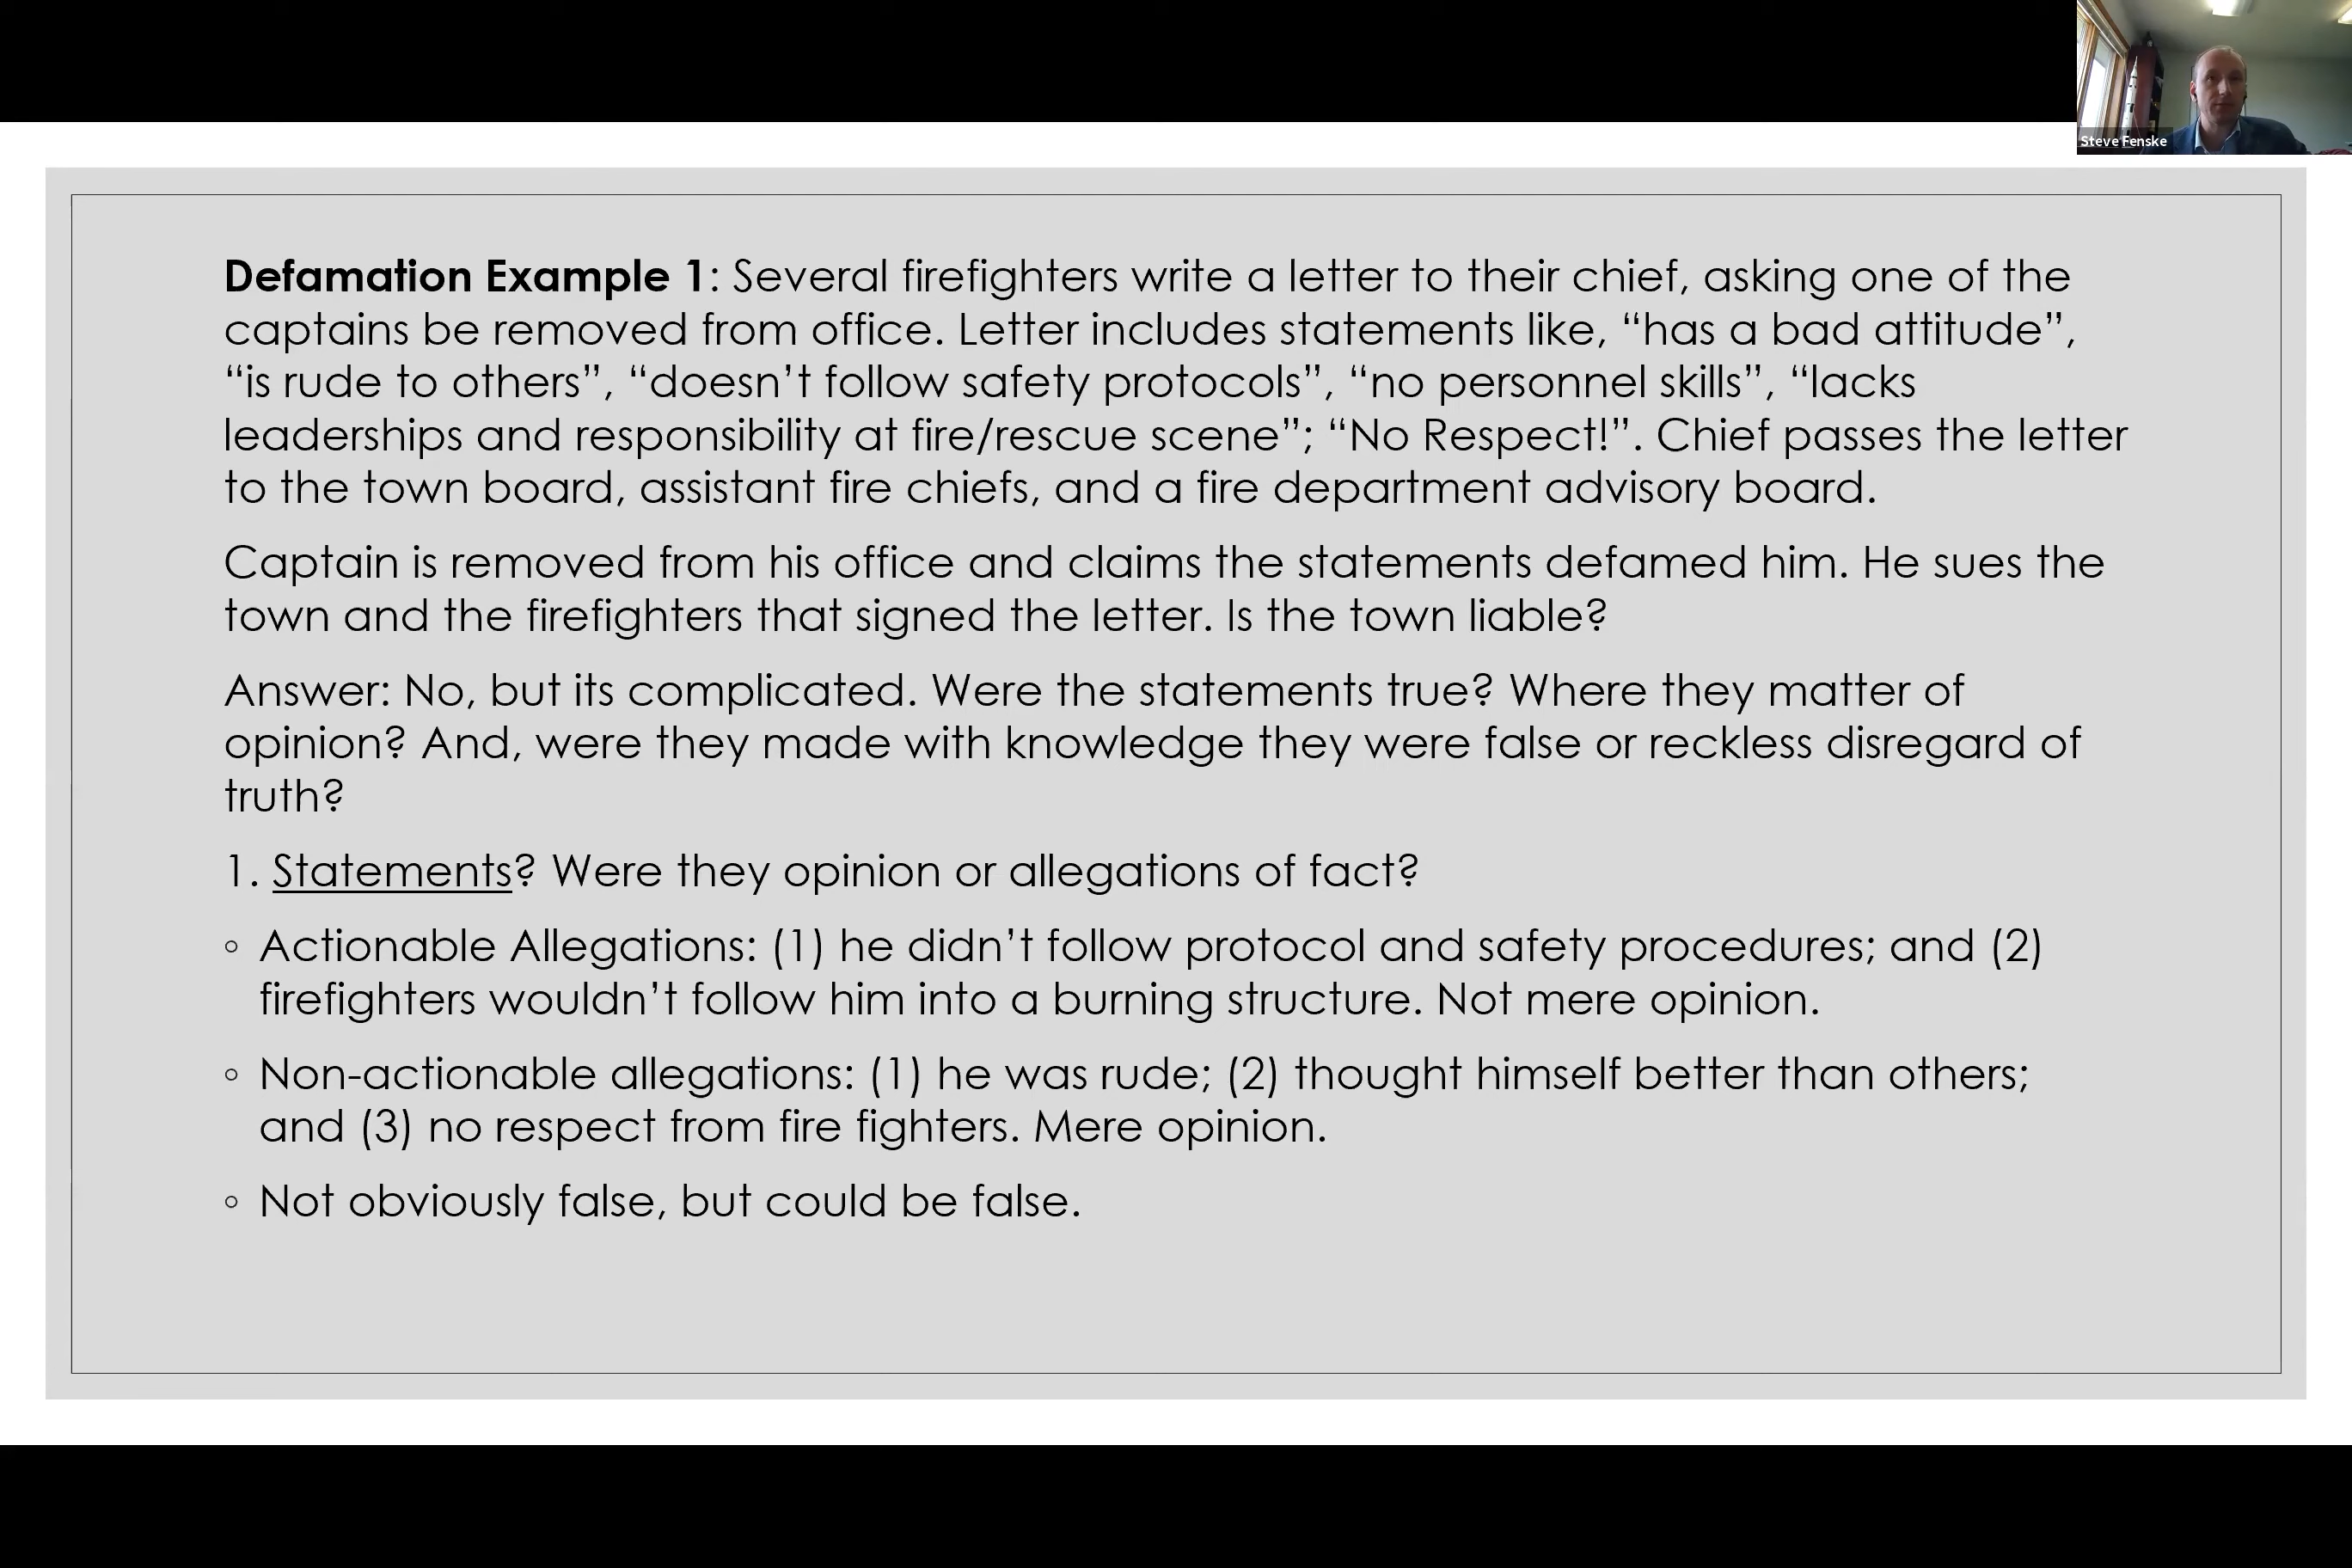 Steve Fenske
Defamation Example 1: Several firefighters write a letter to their chief, asking one of the
captains be removed from office. Letter includes statements like, “has a bad attitude”,
“is rude to others”, “doesn’t follow safety protocols”, “no personnel skills”, “lacks
leaderships and responsibility at fire/rescue scene”; “No Respect!”. Chief passes the letter
to the town board, assistant fire chiefs, and a fire department advisory board.
Captain is removed from his office and claims the statements defamed him. He sues the
town and the firefighters that signed the letter. Is the town liable?
Answer: No, but its complicated. Were the statements true? Where they matter of
opinion? And, were they made with knowledge they were false or reckless disregard of
truth?
1. Statements? Were they opinion or allegations of fact?
◦ Actionable Allegations: (1) he didn’t follow protocol and safety procedures; and (2)
firefighters wouldn’t follow him into a burning structure. Not mere opinion.
◦ Non-actionable allegations: (1) he was rude; (2) thought himself better than others;
and (3) no respect from fire fighters. Mere opinion.
◦ Not obviously false, but could be false.